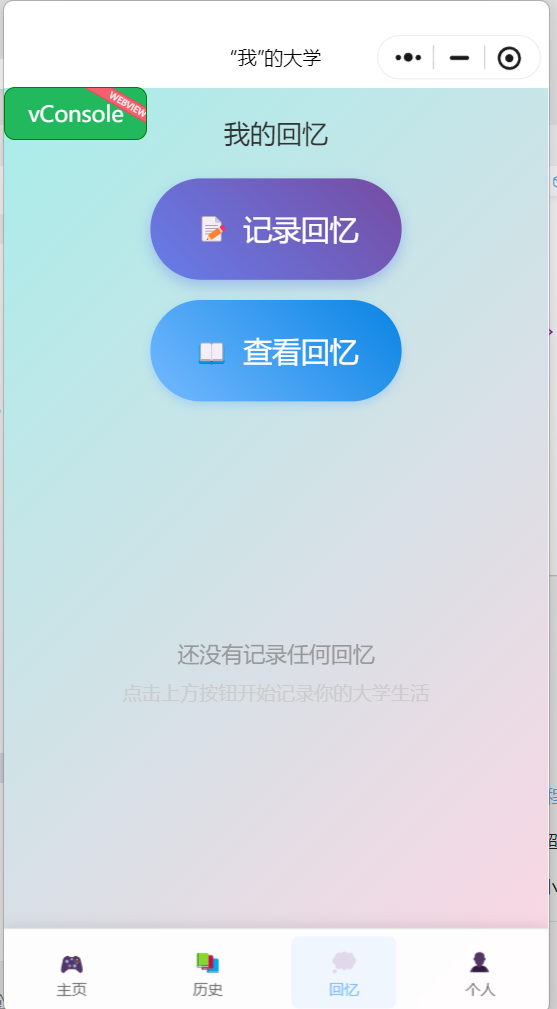 “我”的大学
vConsole
WEBVIEW
我的回忆
记录回忆
查看回忆
还没有记录任何回忆
点击上方按钮开始记录你的大学生活
主页
历史
回忆
个人